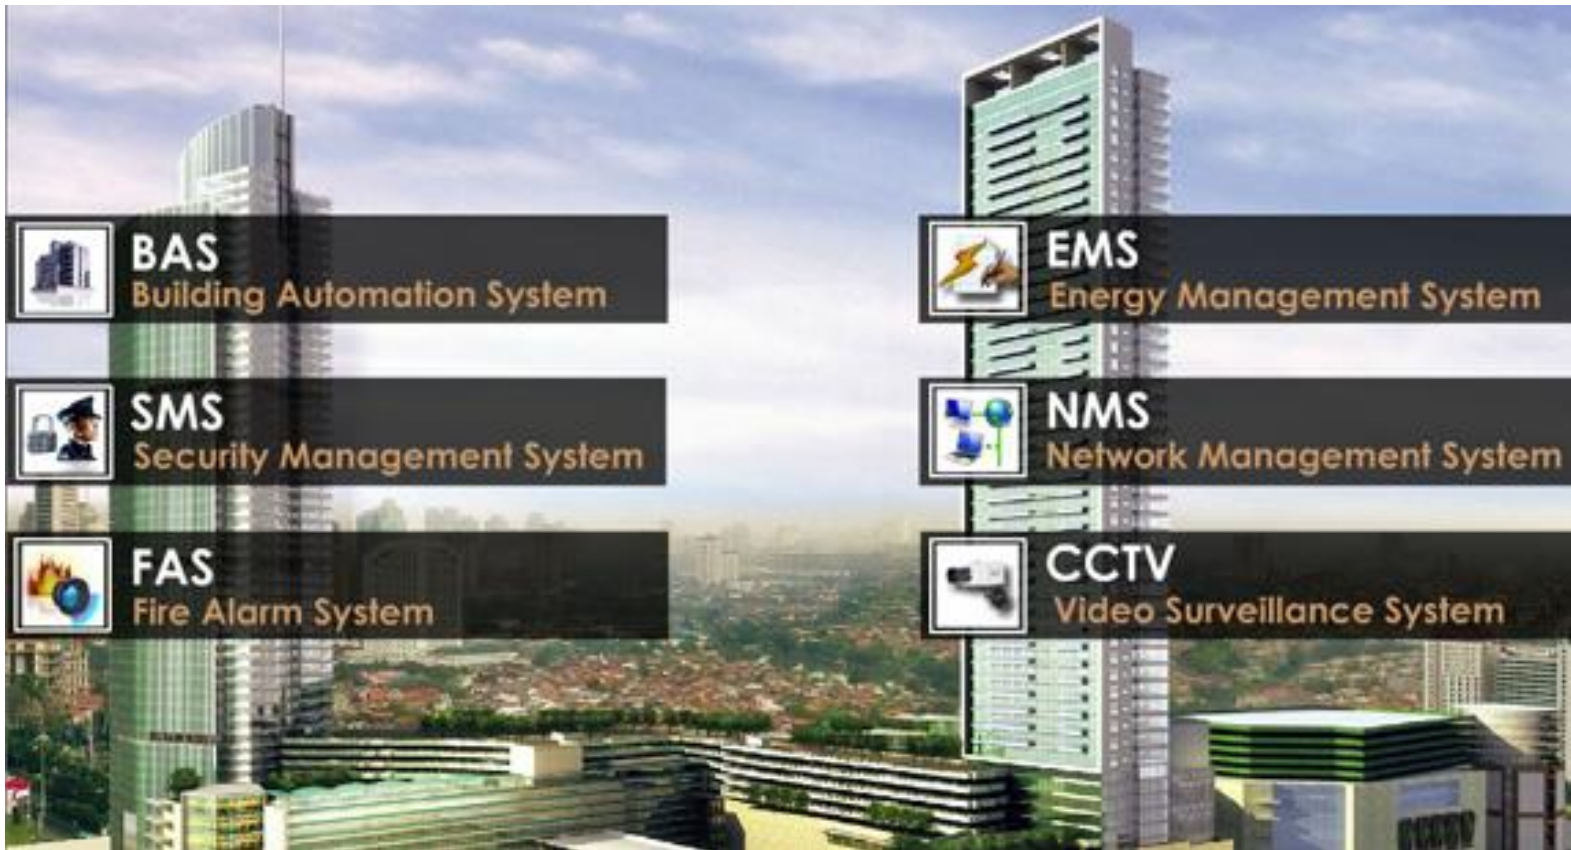 BAS
Building Automation System
SMS
Security Management System
FAS
Fire Alarm System
EMS
Energy Management System
NMS
Network Management System
CCTV
Video Surveillance System